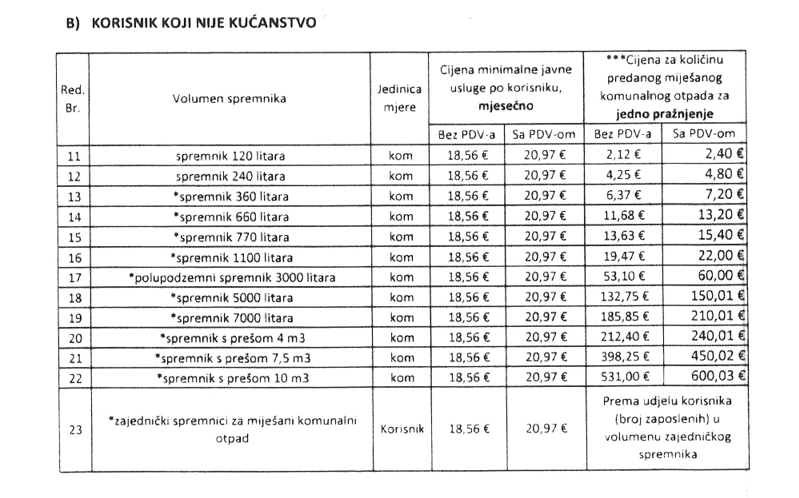 B) KORISNIK KOJI NIJE KUĆANSTVO
Red. Br. Volumen spremnika Jedinica mjere Cijena minimalne javne usluge po korisniku, mjesečno ***Cijena za količinu predanog miješanog komunalnog otpada za jedno pražnjenje
Bez PDV-a Sa PDV-om Bez PDV-a Sa PDV-om
11 spremnik 120 litara kom 18,56 € 20,97 € 2,12 € 2,40 €
12 spremnik 240 litara kom 18,56 € 20,97 € 4,25 € 4,80 €
13 *spremnik 360 litara kom 18,56 € 20,97 € 6,37 € 7,20 €
14 *spremnik 660 litara kom 18,56 € 20,97 € 11,68 € 13,20 €
15 *spremnik 770 litara kom 18,56 € 20,97 € 13,63 € 15,40 €
16 *spremnik 1100 litara kom 18,56 € 20,97 € 19,47 € 22,00 €
17 *polupodzemni spremnik 3000 litara kom 18,56 € 20,97 € 53,10 € 60,00 €
18 *spremnik 5000 litara kom 18,56 € 20,97 € 132,75 € 150,01 €
19 *spremnik 7000 litara kom 18,56 € 20,97 € 185,85 € 210,01 €
20 *spremnik s prešom 4 m3 kom 18,56 € 20,97 € 212,40 € 240,01 €
21 *spremnik s prešom 7,5 m3 kom 18,56 € 20,97 € 398,25 € 450,02 €
22 *spremnik s prešom 10 m3 kom 18,56 € 20,97 € 531,00 € 600,03 €
23 *zajednički spremnici za miješani komunalni otpad Korisnik 18,56 € 20,97 € Prema udjelu korisnika (broj zaposlenih) u volumenu zajedničkog spremnika